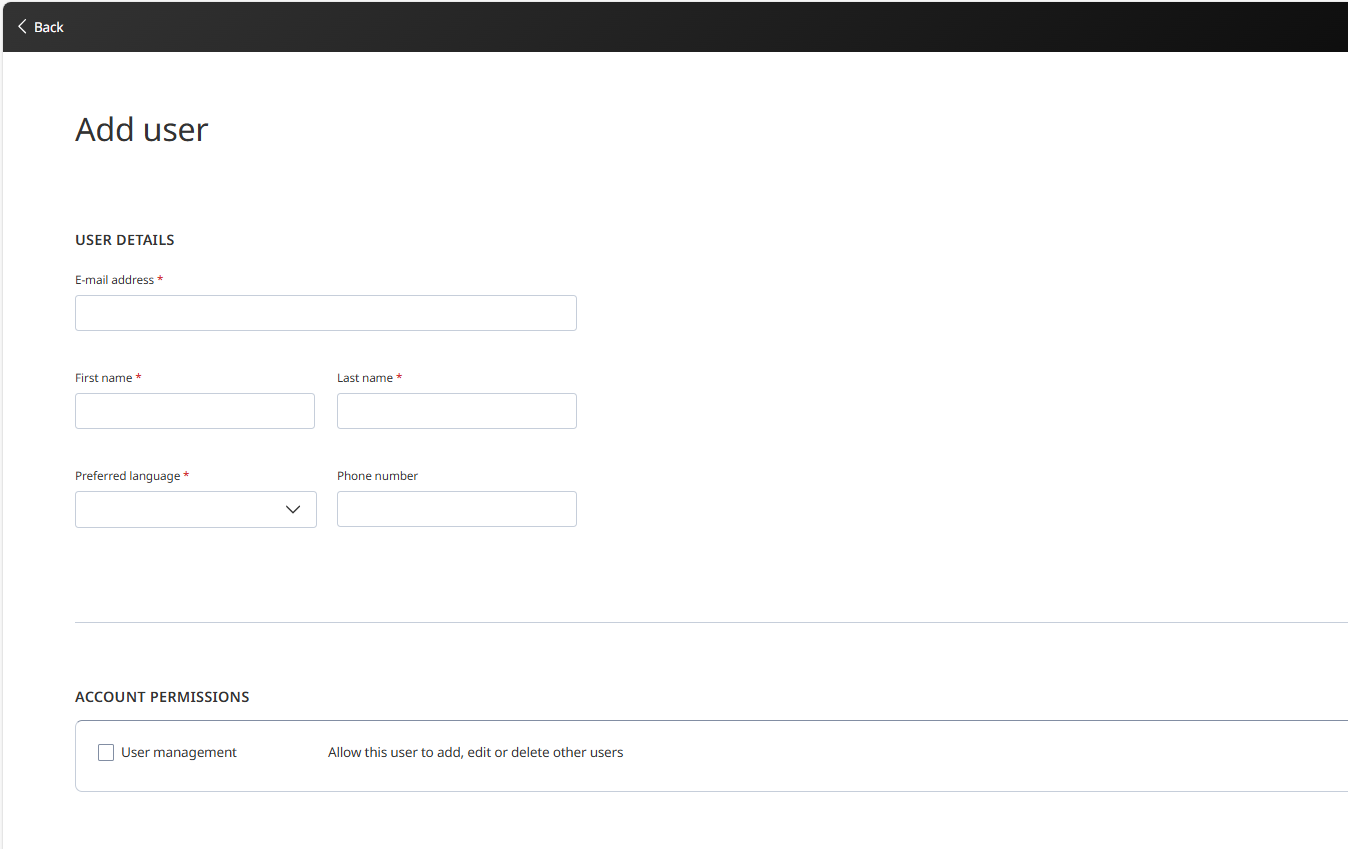 Back
Add user
USER DETAILS
E-mail address *
First name * Last name *
Preferred language * Phone number
ACCOUNT PERMISSIONS
User management Allow this user to add, edit or delete other users